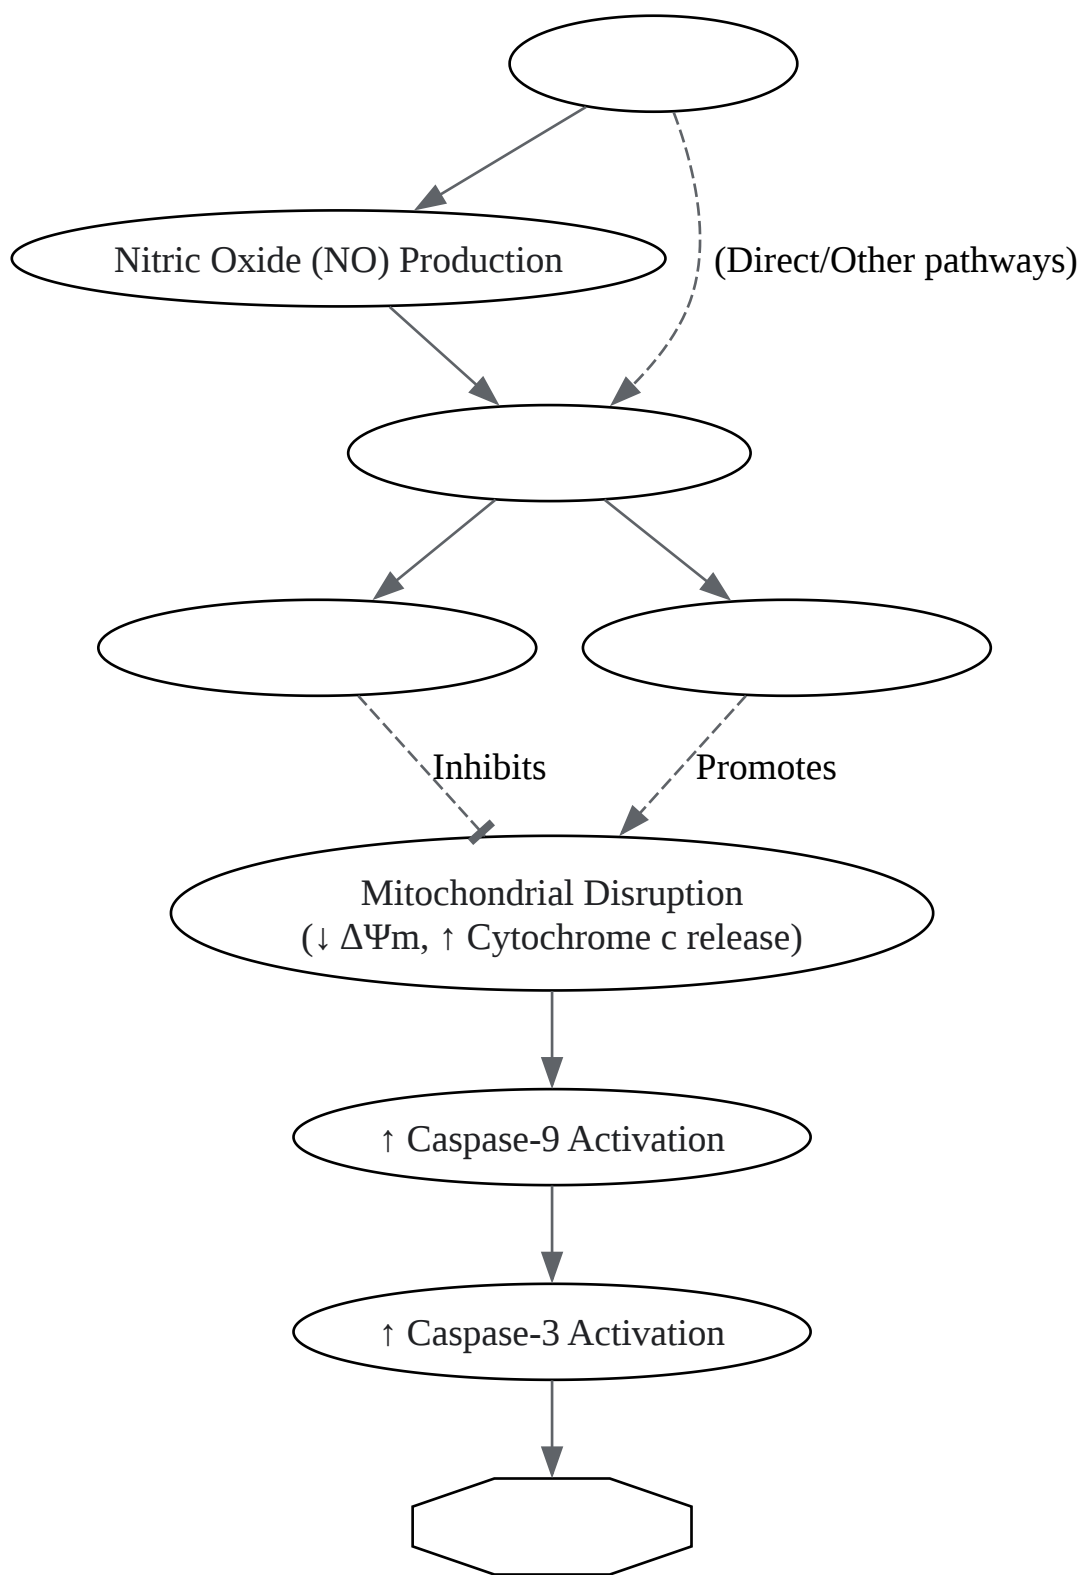 Nitric Oxide (NO) Production
(Direct/Other pathways)
Inhibits
Promotes
Mitochondrial Disruption
(↓ ΔΨm, ↑ Cytochrome c release)
↑ Caspase-9 Activation
↑ Caspase-3 Activation